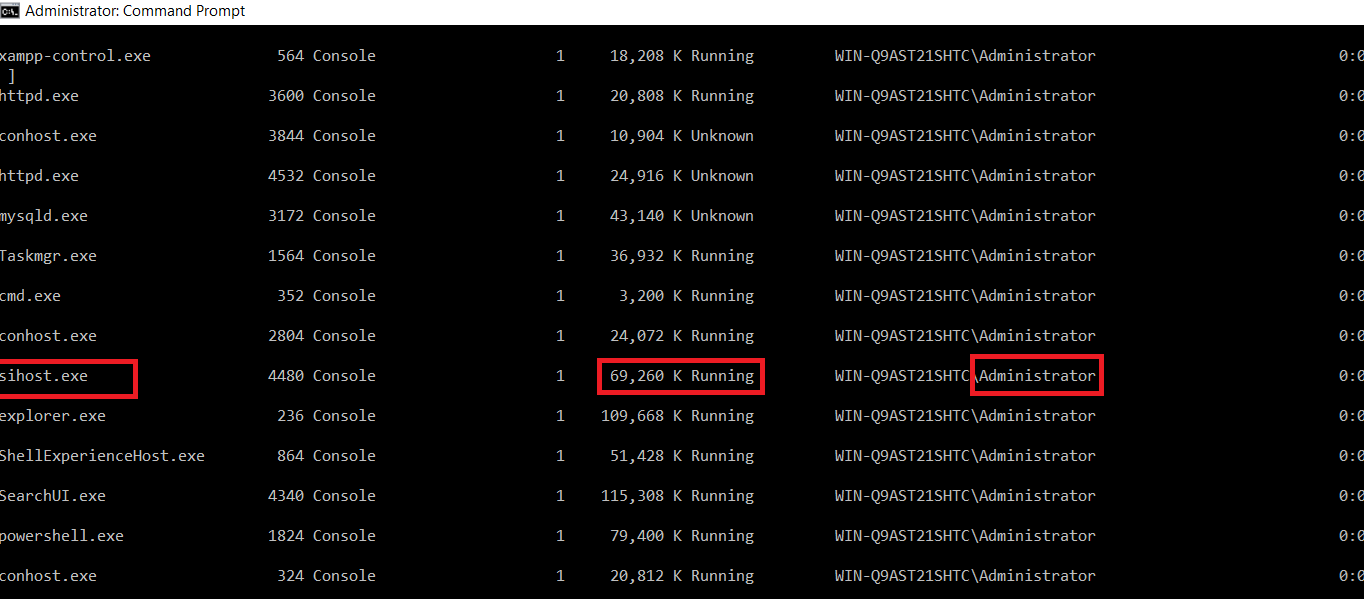 Administrator: Command Prompt
xampp-control.exe 564 Console 1 18,208 K Running WIN-Q9AST21SHTC\Administrator 0:0
]
httpd.exe 3600 Console 1 20,808 K Running WIN-Q9AST21SHTC\Administrator 0:0
conhost.exe 3844 Console 1 10,904 K Unknown WIN-Q9AST21SHTC\Administrator 0:0
httpd.exe 4532 Console 1 24,916 K Unknown WIN-Q9AST21SHTC\Administrator 0:0
mysqld.exe 3172 Console 1 43,140 K Unknown WIN-Q9AST21SHTC\Administrator 0:0
Taskmgr.exe 1564 Console 1 36,932 K Running WIN-Q9AST21SHTC\Administrator 0:0
cmd.exe 352 Console 1 3,200 K Running WIN-Q9AST21SHTC\Administrator 0:0
conhost.exe 2804 Console 1 24,072 K Running WIN-Q9AST21SHTC\Administrator 0:0
sihost.exe 4480 Console 1 69,260 K Running WIN-Q9AST21SHTC\Administrator 0:0
explorer.exe 236 Console 1 109,668 K Running WIN-Q9AST21SHTC\Administrator 0:0
ShellExperienceHost.exe 864 Console 1 51,428 K Running WIN-Q9AST21SHTC\Administrator 0:0
SearchUI.exe 4340 Console 1 115,308 K Running WIN-Q9AST21SHTC\Administrator 0:0
powershell.exe 1824 Console 1 79,400 K Running WIN-Q9AST21SHTC\Administrator 0:0
conhost.exe 324 Console 1 20,812 K Running WIN-Q9AST21SHTC\Administrator 0:0